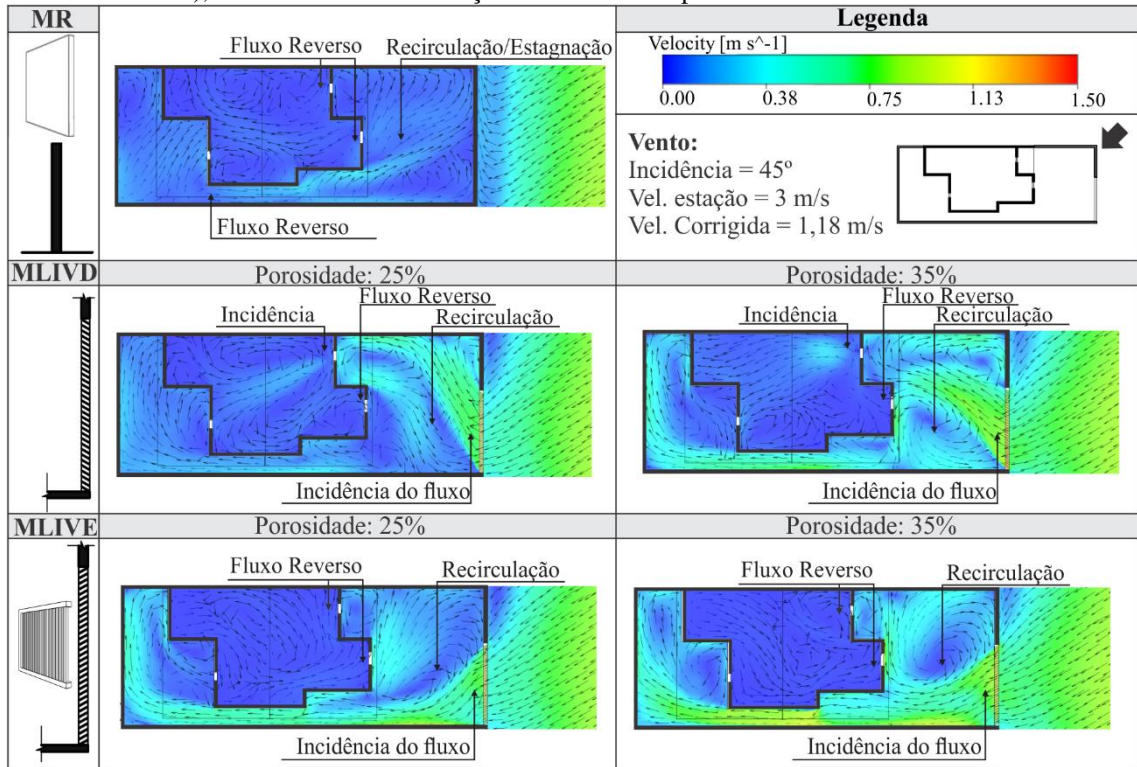 MR
Fluxo Reverso
Recirculação/Estagnação
Fluxo Reverso
Legenda
Velocity [m s^-1]
0.00 0.38 0.75 1.13 1.50
Vento:
Incidência = 45º
Vel. estação = 3 m/s
Vel. Corrigida = 1,18 m/s
MLIVD
Porosidade: 25%
Fluxo Reverso
Incidência
Recirculação
Incidência do fluxo
Porosidade: 35%
Fluxo Reverso
Incidência
Recirculação
Incidência do fluxo
MLIVE
Porosidade: 25%
Fluxo Reverso
Recirculação
Incidência do fluxo
Porosidade: 35%
Fluxo Reverso
Recirculação
Incidência do fluxo